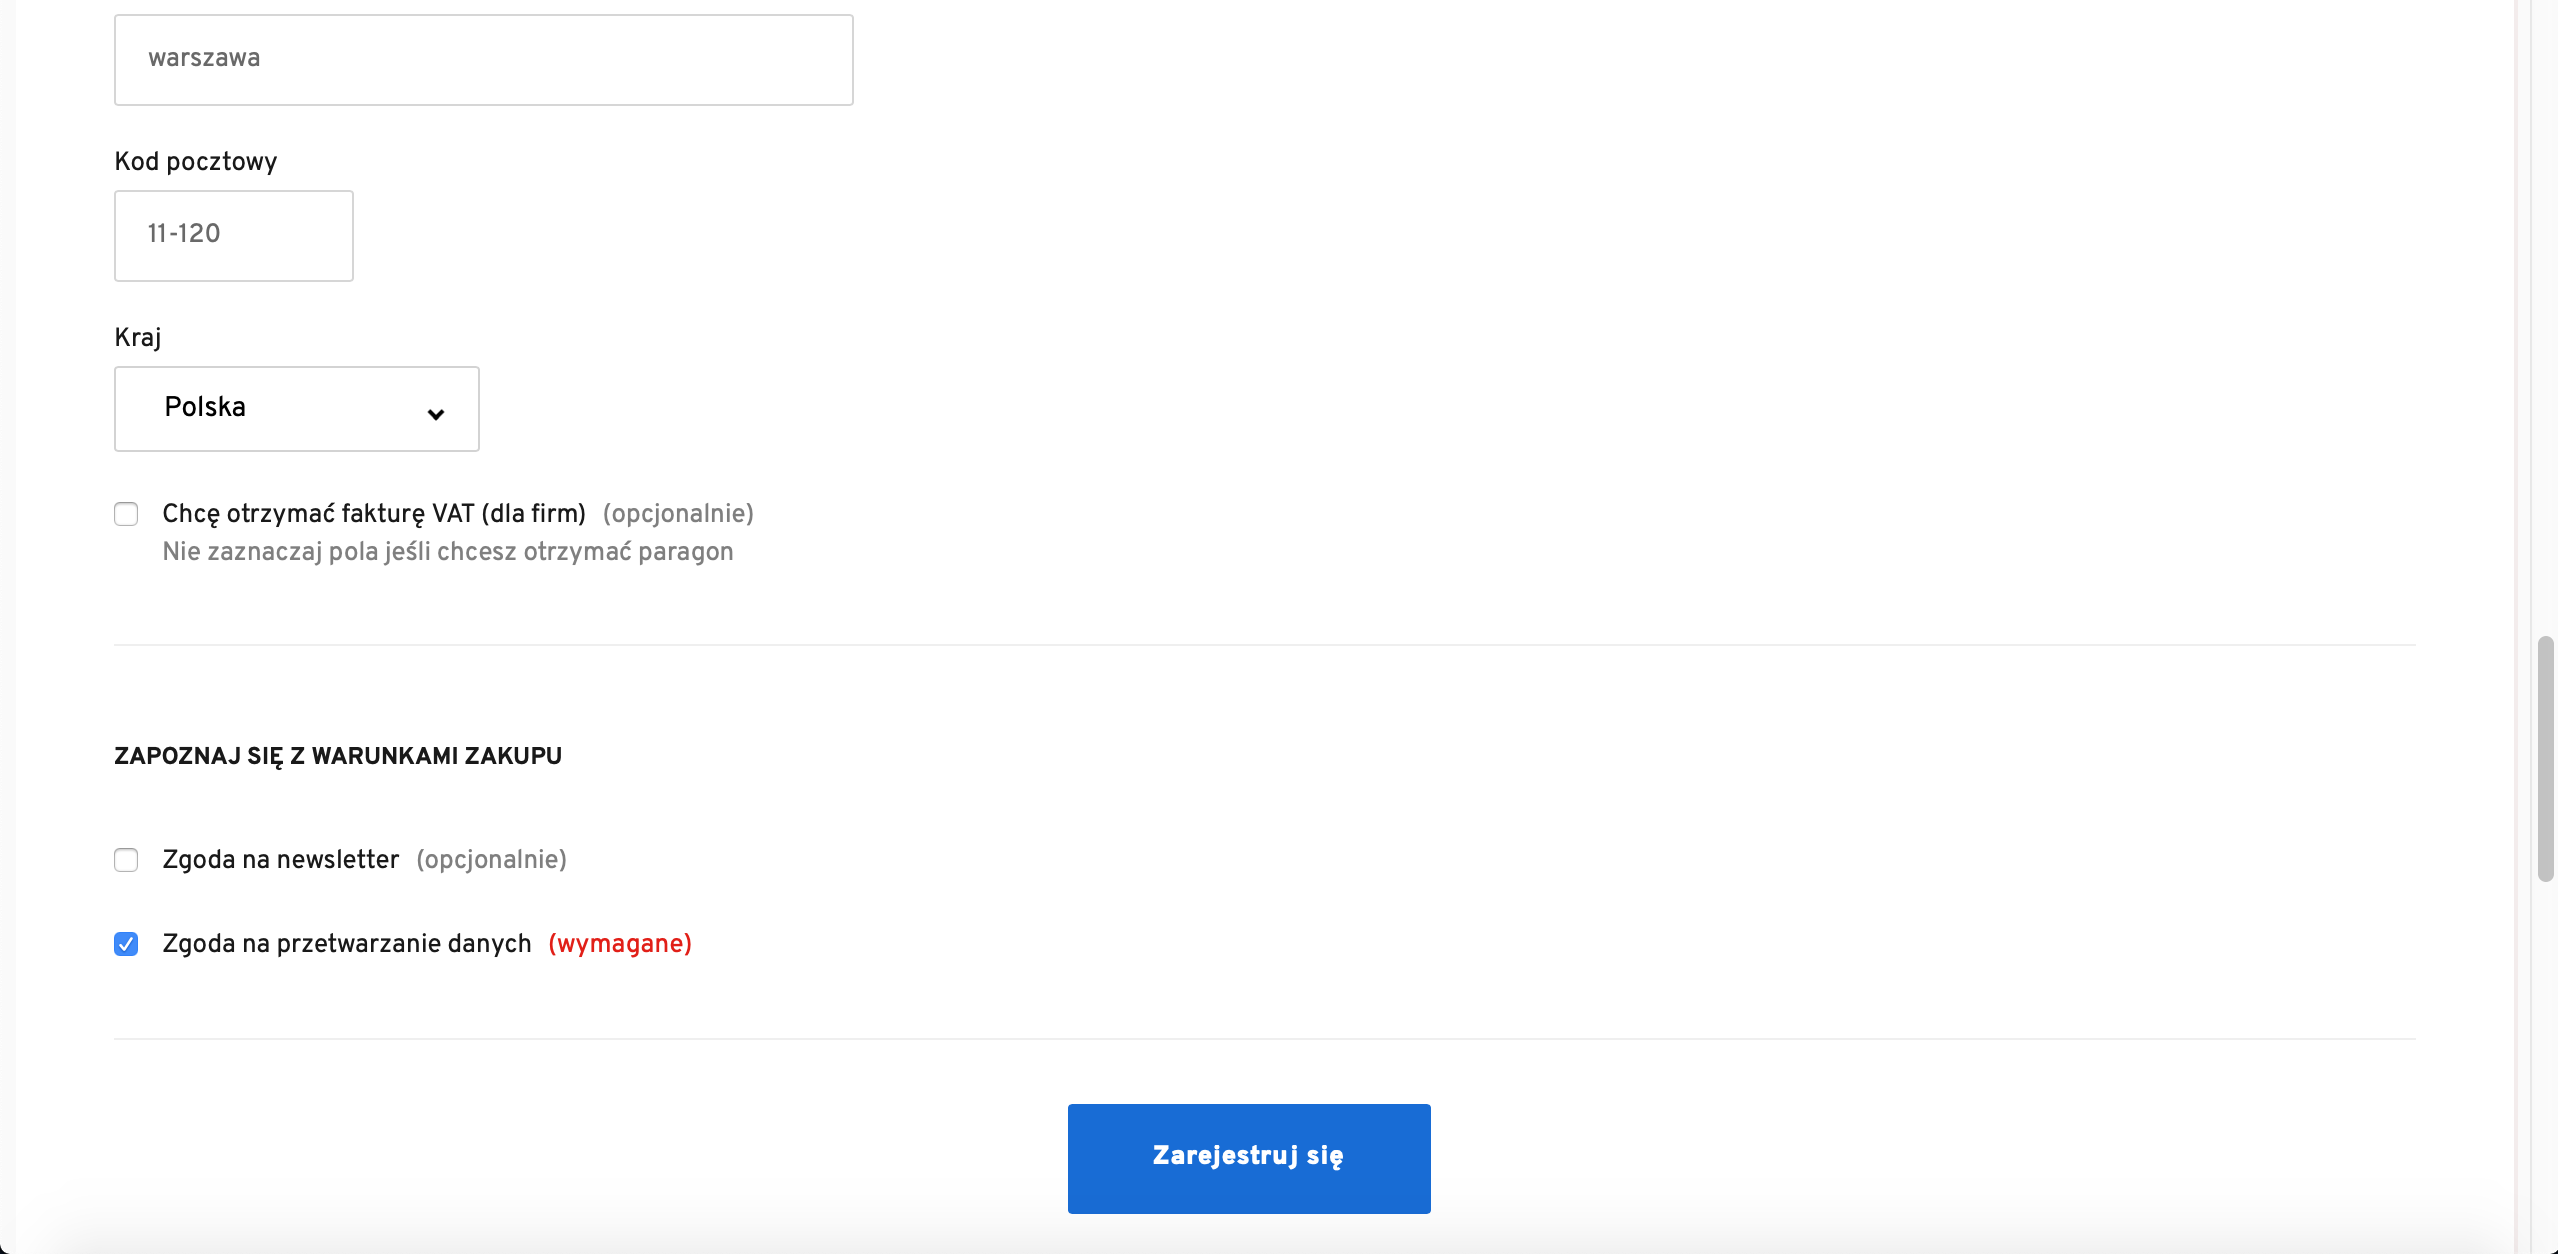 warszawa
Kod pocztowy
11-120
Kraj
Polska
Chcę otrzymać fakturę VAT (dla firm) (opcjonalnie)
Nie zaznaczaj pola jeśli chcesz otrzymać paragon
ZAPOZNAJ SIĘ Z WARUNKAMI ZAKUPU
Zgoda na newsletter (opcjonalnie)
Zgoda na przetwarzanie danych (wymagane)
Zarejestruj się